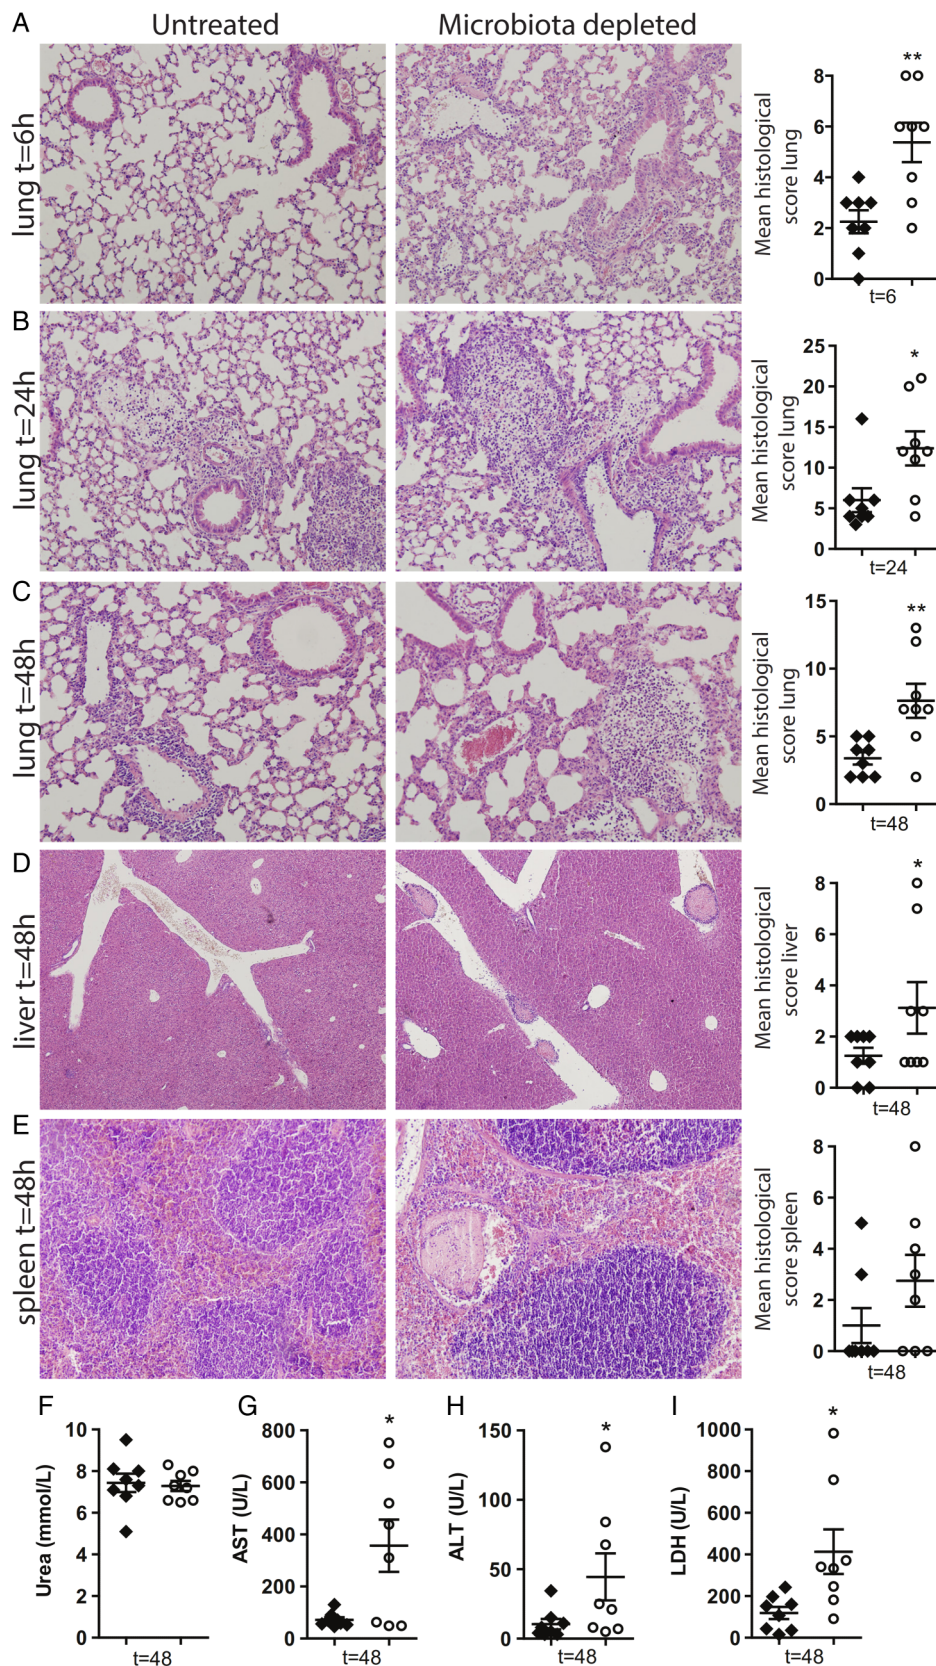 A
Untreated
Microbiota depleted
lung t=6h
Mean histological
score lung
8
6
4
2
0
**
t=6
B
lung t=24h
Mean histological
score lung
25
20
15
10
5
0
*
t=24
C
lung t=48h
Mean histological
score lung
15
10
5
0
**
t=48
D
liver t=48h
Mean histological
score liver
8
6
4
2
0
*
t=48
E
spleen t=48h
Mean histological
score spleen
8
6
4
2
0
t=48
F
Urea (mmol/L)
10
8
6
4
2
0
t=48
G
AST (U/L)
800
600
400
200
0
*
t=48
H
ALT (U/L)
150
100
50
0
*
t=48
I
LDH (U/L)
1000
800
600
400
200
0
*
t=48